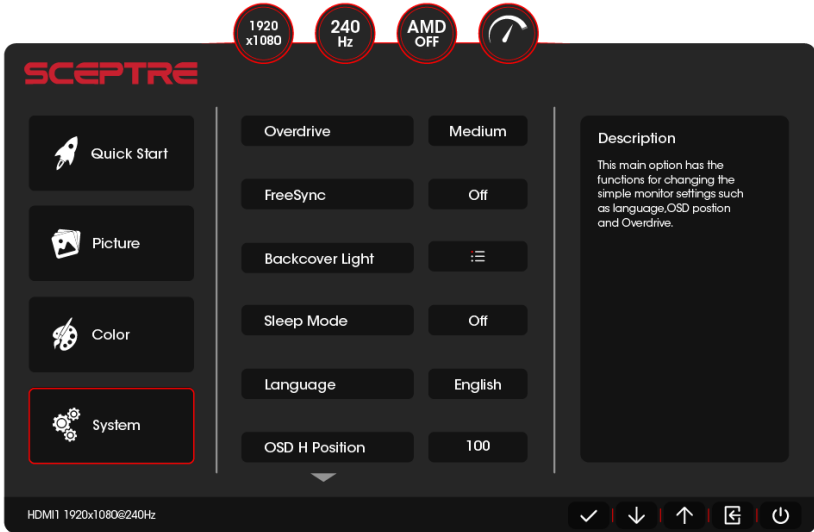 1920
x1080
240
Hz
AMD
OFF
SCEPTRE
Quick Start
Picture
Color
System
Overdrive Medium
FreeSync Off
Backcover Light
Sleep Mode Off
Language English
OSD H Position 100
Description
This main option has the
functions for changing the
simple monitor settings such
as language,OSD postion
and Overdrive.
HDMI1 1920x1080@240Hz